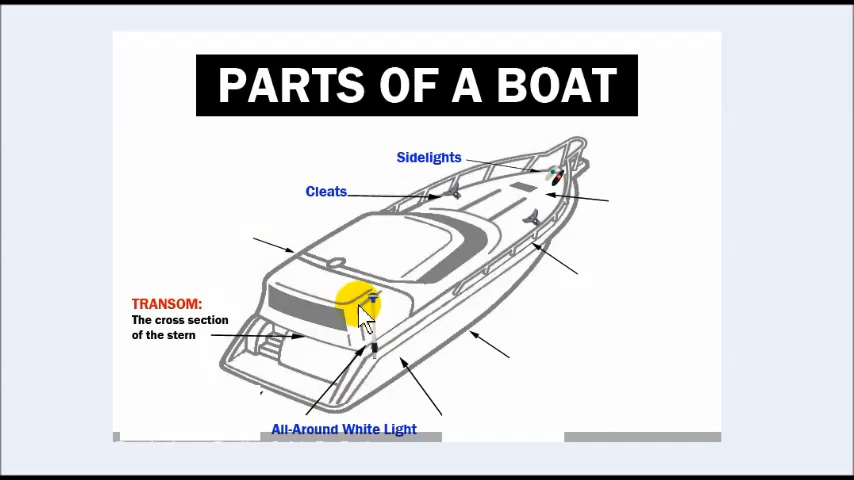 PARTS OF A BOAT
Sidelights
Cleats
TRANSOM:
The cross section
of the stern
All-Around White Light